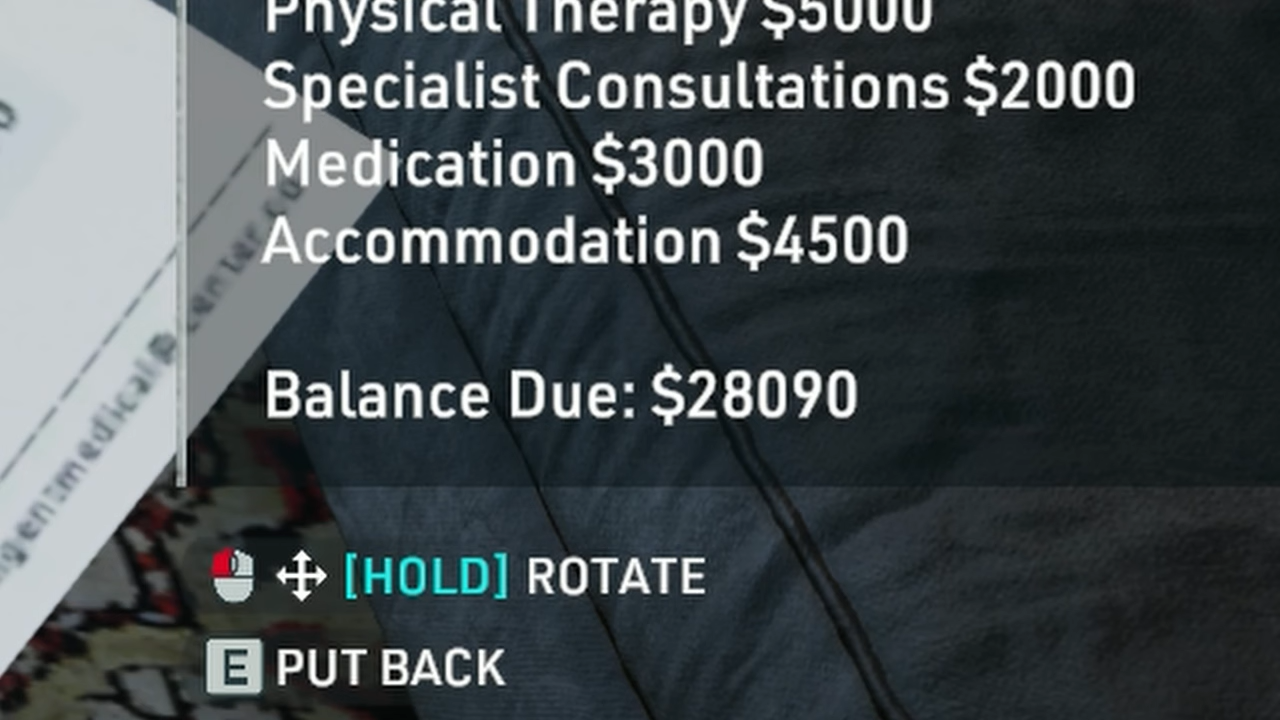 Physical Therapy $5000
Specialist Consultations $2000
Medication $3000
Accommodation $4500
Balance Due: $28090
[HOLD] ROTATE
E PUT BACK